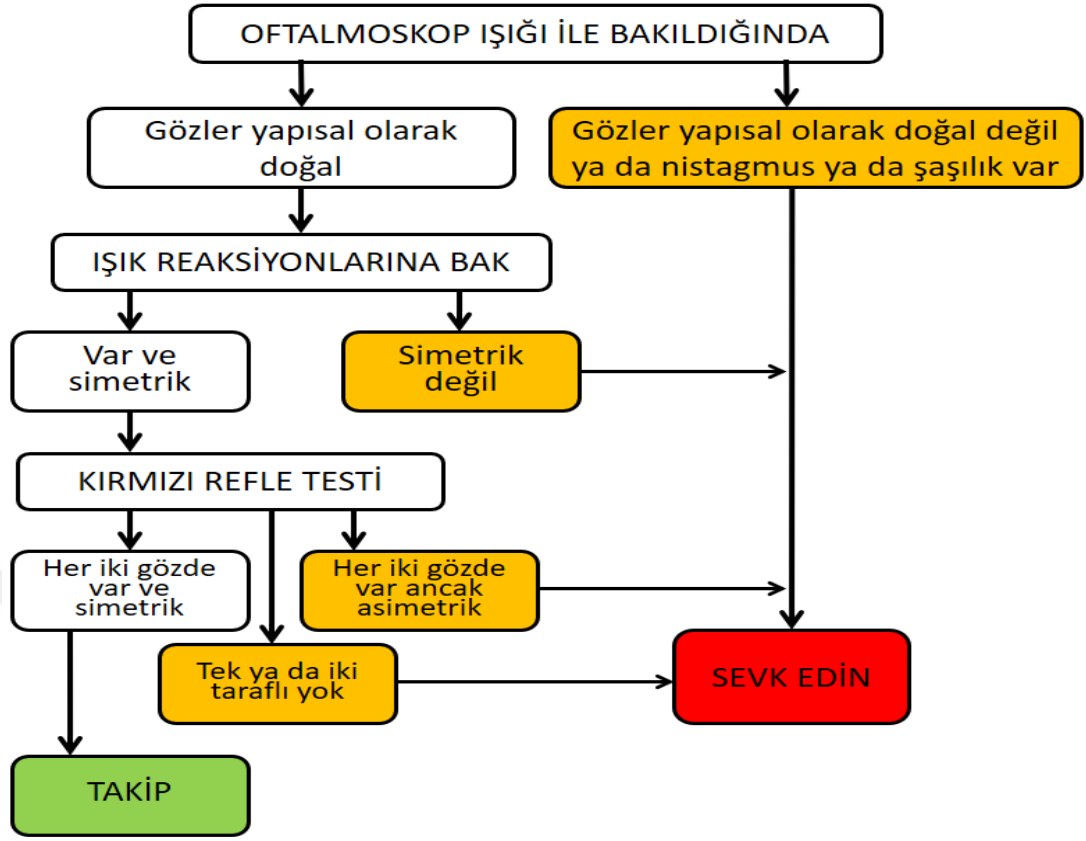 OFTALMOSKOP IŞIĞI İLE BAKILDIĞINDA
Gözler yapısal olarak
doğal
Gözler yapısal olarak doğal değil
ya da nistagmus ya da şaşılık var
IŞIK REAKSİYONLARINA BAK
Var ve
simetrik
Simetrik
değil
KIRMIZI REFLE TESTİ
Her iki gözde
var ve
simetrik
Her iki gözde
var ancak
asimetrik
Tek ya da iki
taraflı yok
SEVK EDİN
TAKİP